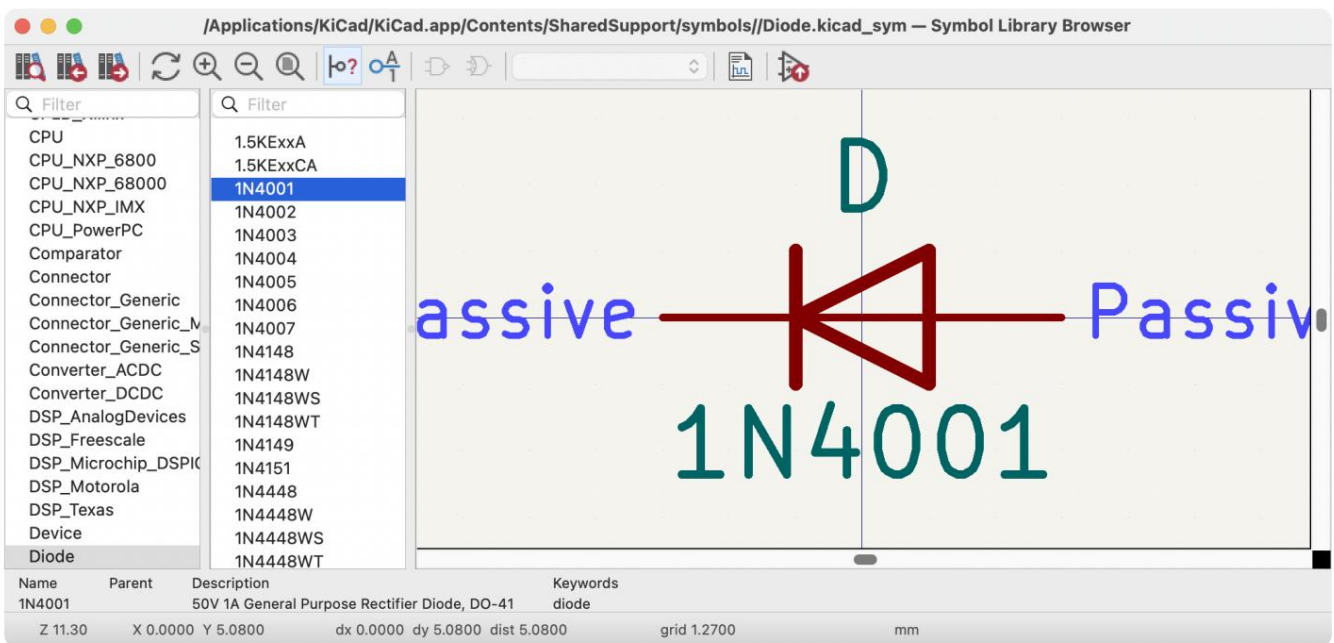 /Applications/KiCad/KiCad.app/Contents/SharedSupport/symbols//Diode.kicad_sym — Symbol Library Browser
Filter
CPU
CPU_NXP_6800
CPU_NXP_68000
CPU_NXP_IMX
CPU_PowerPC
Comparator
Connector
Connector_Generic
Connector_Generic_M
Connector_Generic_S
Converter_ACDC
Converter_DCDC
DSP_AnalogDevices
DSP_Freescale
DSP_Microchip_DSPIC
DSP_Motorola
DSP_Texas
Device
Diode
Filter
1.5KExxA
1.5KExxCA
1N4001
1N4002
1N4003
1N4004
1N4005
1N4006
1N4007
1N4148
1N4148W
1N4148WS
1N4148WT
1N4149
1N4151
1N4448
1N4448W
1N4448WS
1N4448WT
D
assive Passiv
1N4001
Name Parent Description Keywords
1N4001 50V 1A General Purpose Rectifier Diode, DO-41 diode
Z 11.30 X 0.0000 Y 5.0800 dx 0.0000 dy 5.0800 dist 5.0800 grid 1.2700 mm